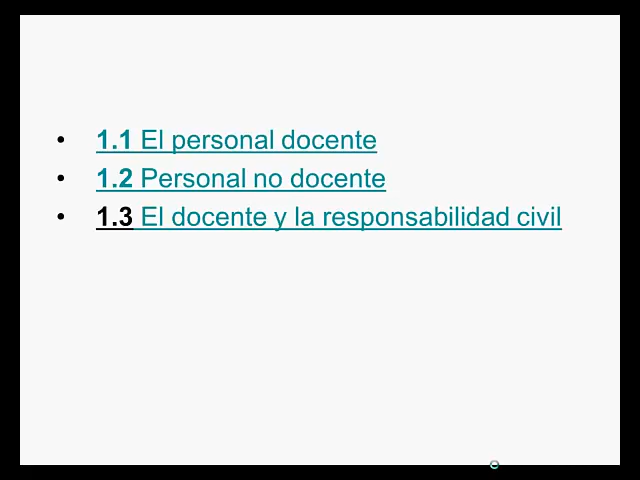 • 1.1 El personal docente
• 1.2 Personal no docente
• 1.3 El docente y la responsabilidad civil